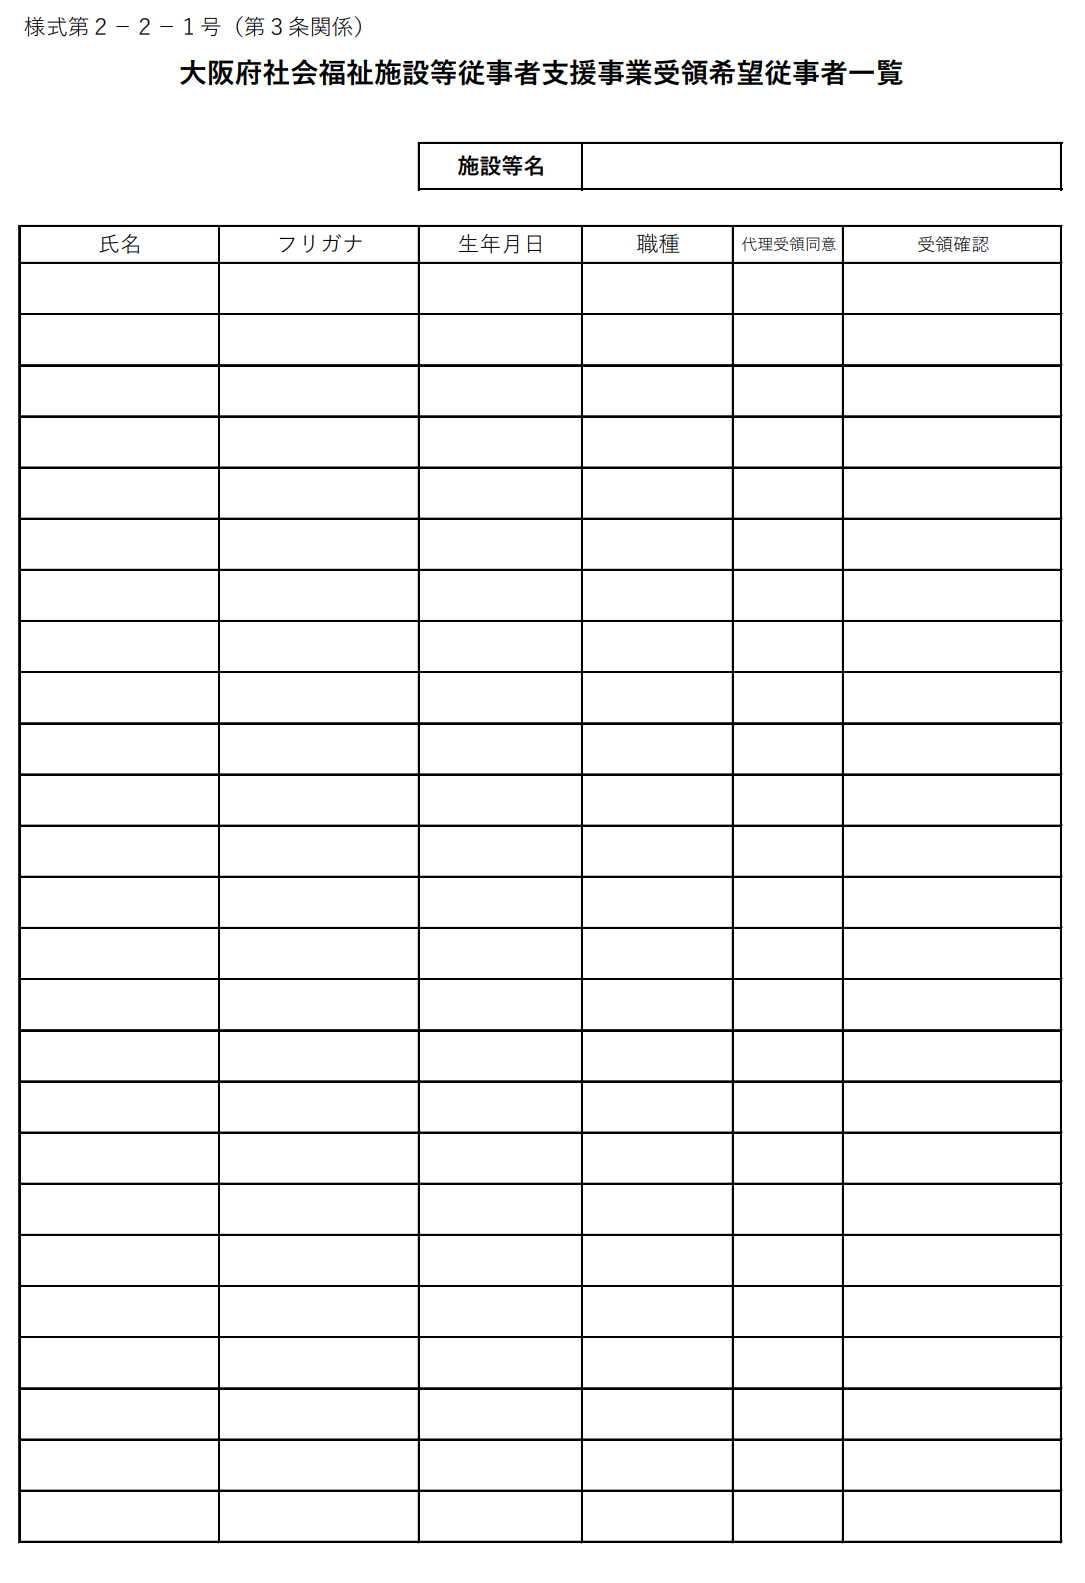 様式第２－２－１号（第３条関係）
大阪府社会福祉施設等従事者支援事業受領希望従事者一覧
施設等名
氏名 フリガナ 生年月日 職種 代理受領同意 受領確認